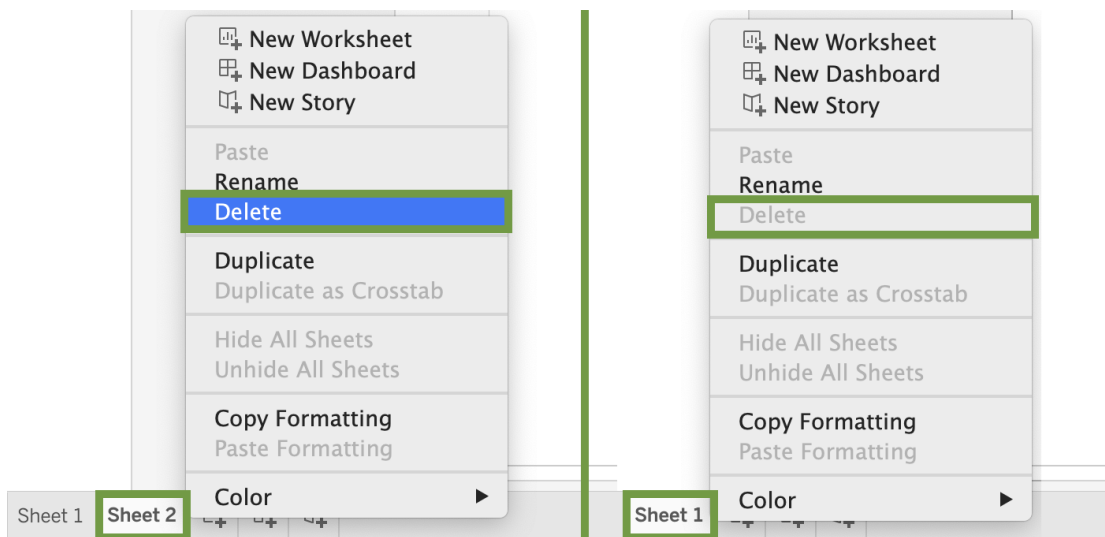 New Worksheet
New Dashboard
New Story
Paste
Rename
Delete
Duplicate
Duplicate as Crosstab
Hide All Sheets
Unhide All Sheets
Copy Formatting
Paste Formatting
Color
Sheet 1
Sheet 2
New Worksheet
New Dashboard
New Story
Paste
Rename
Delete
Duplicate
Duplicate as Crosstab
Hide All Sheets
Unhide All Sheets
Copy Formatting
Paste Formatting
Color
Sheet 1